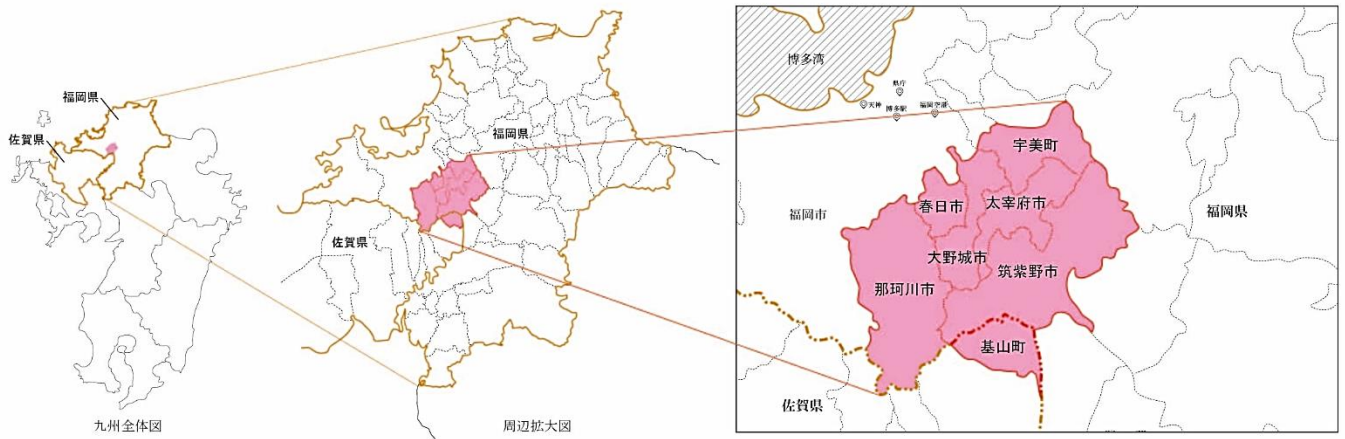 福岡県
佐賀県
九州全体図
福岡県
佐賀県
周辺拡大図
博多湾
県庁
天神
博多駅
福岡空港
宇美町
春日市
太宰府市
福岡市
福岡県
大野城市
筑紫野市
那珂川市
基山町
佐賀県